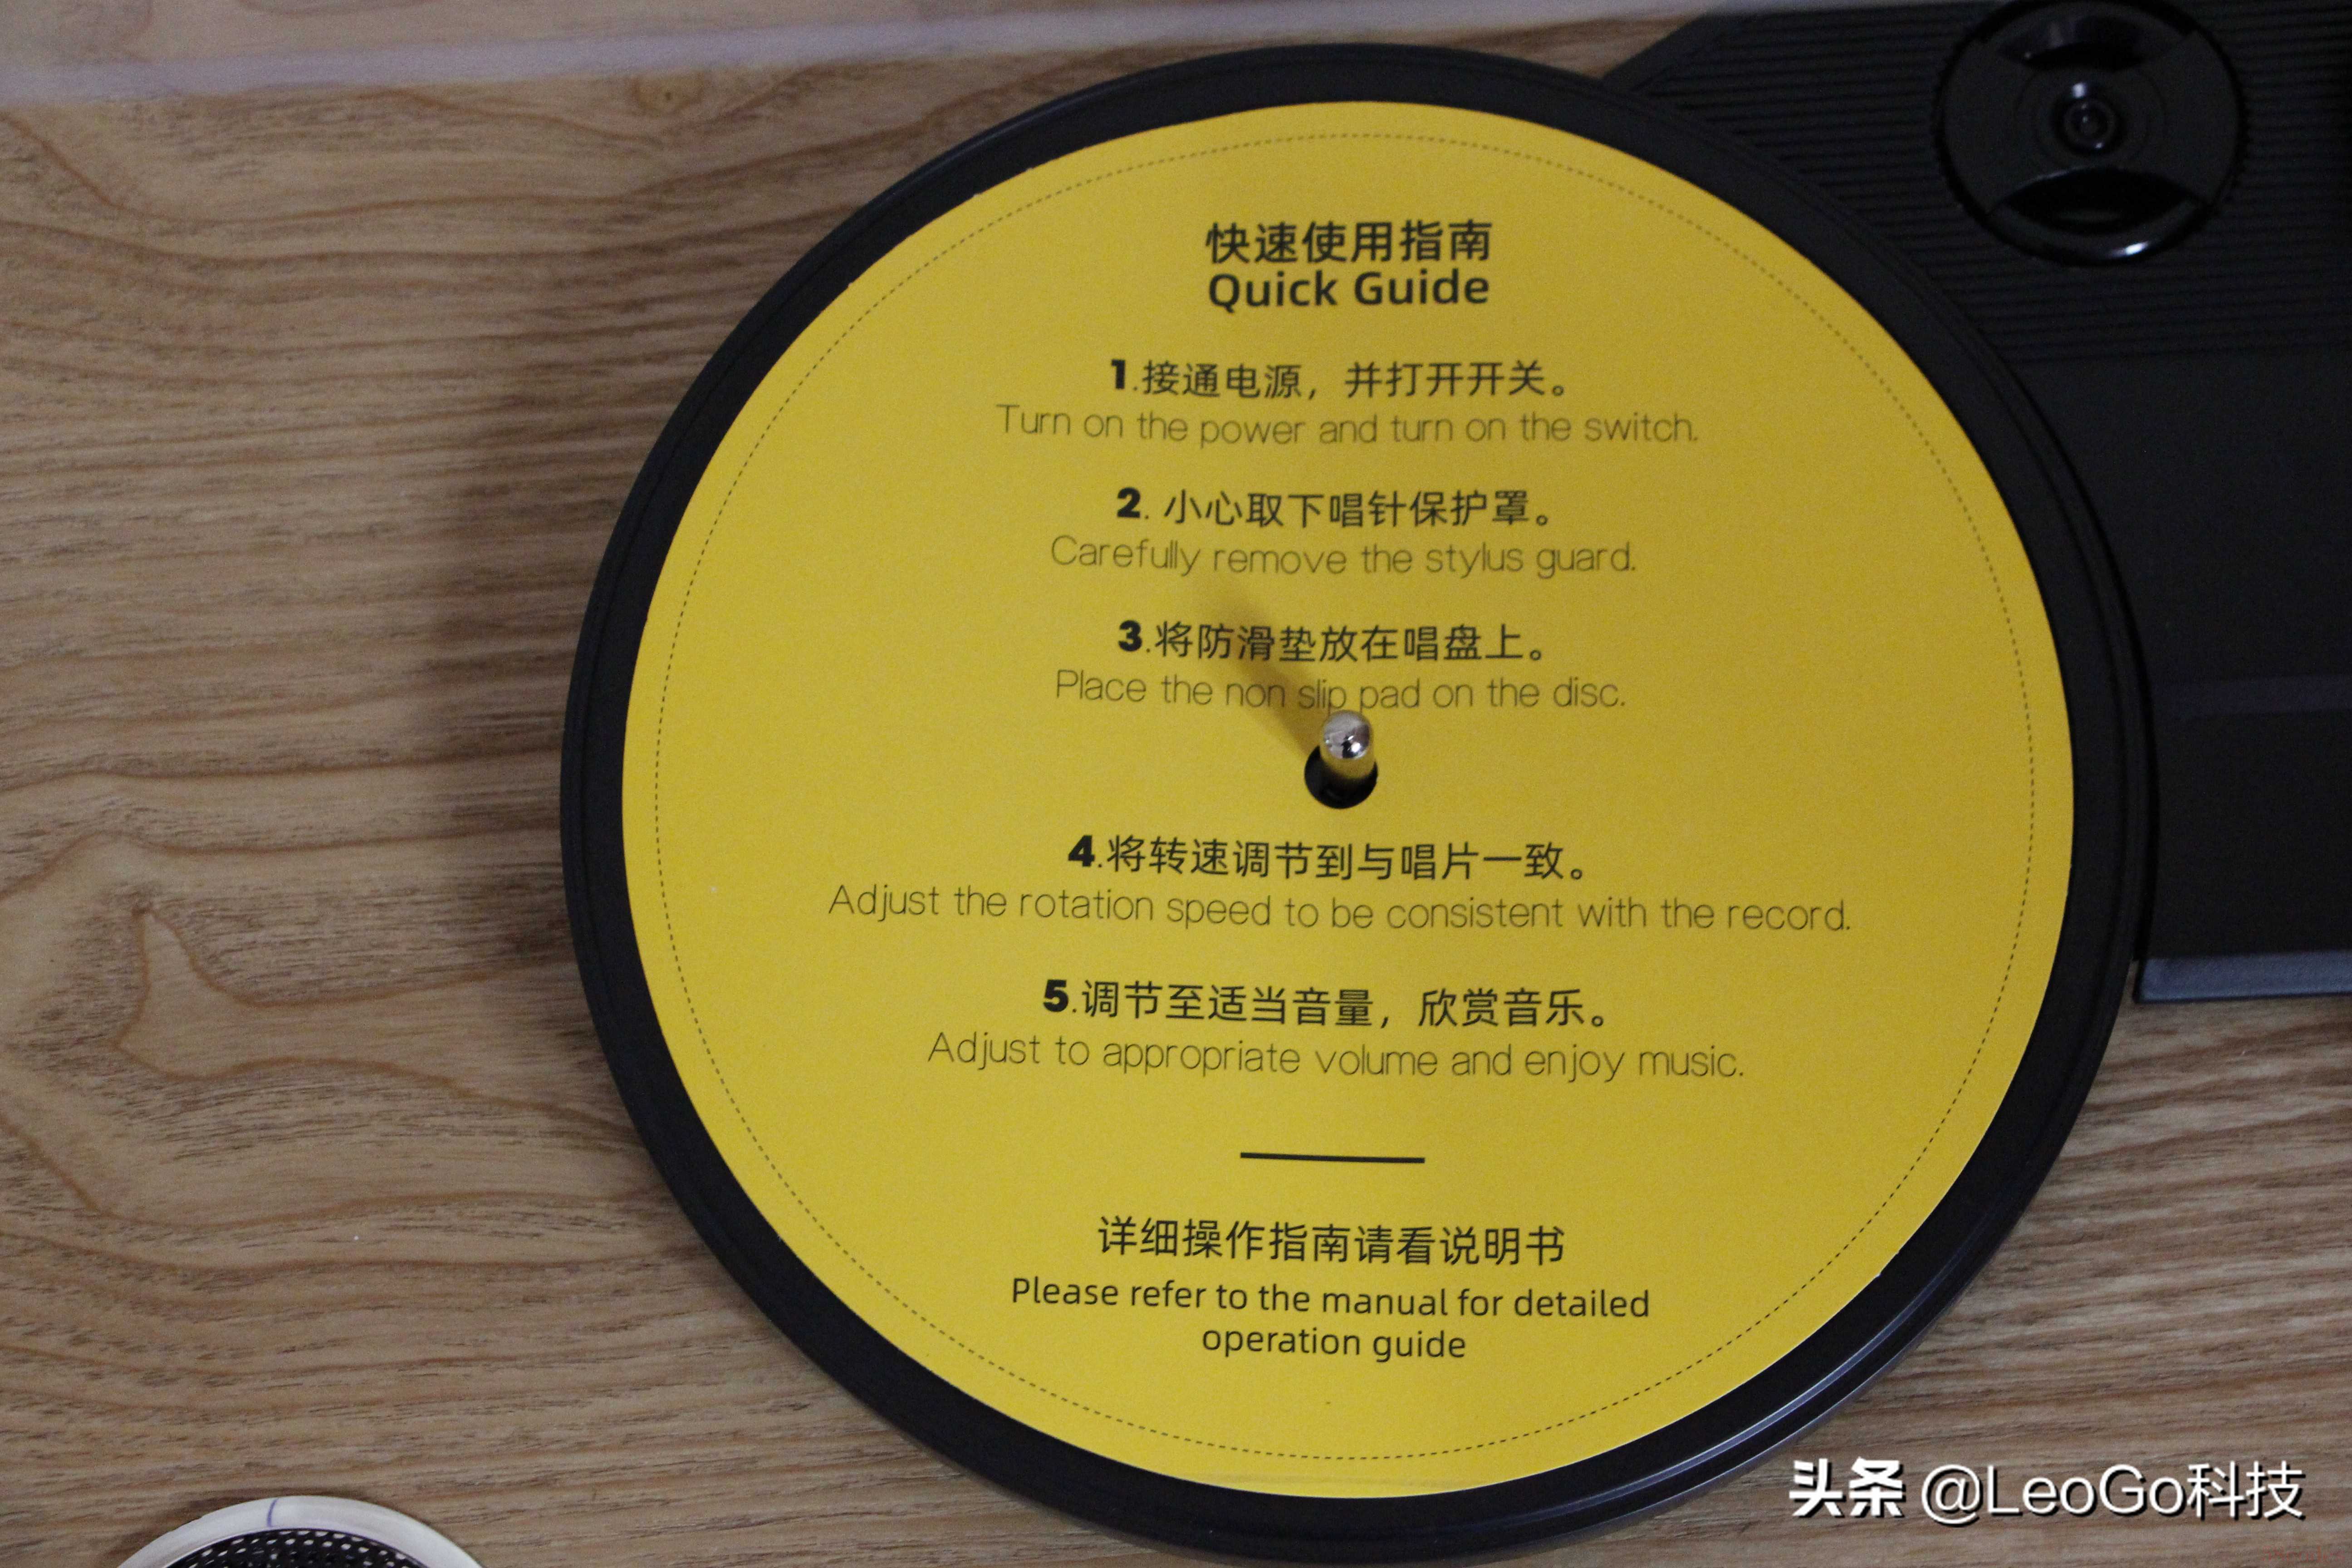 快速使用指南
Quick Guide
1.接通电源，并打开开关。
Turn on the power and turn on the switch.
2. 小心取下唱针保护罩。
Carefully remove the stylus guard.
3.将防滑垫放在唱盘上。
Place the non slip pad on the disc.
4.将转速调节到与唱片一致。
Adjust the rotation speed to be consistent with the record.
5.调节至适当音量，欣赏音乐。
Adjust to appropriate volume and enjoy music.
详细操作指南请看说明书
Please refer to the manual for detailed
operation guide
头条 @LeoGo科技